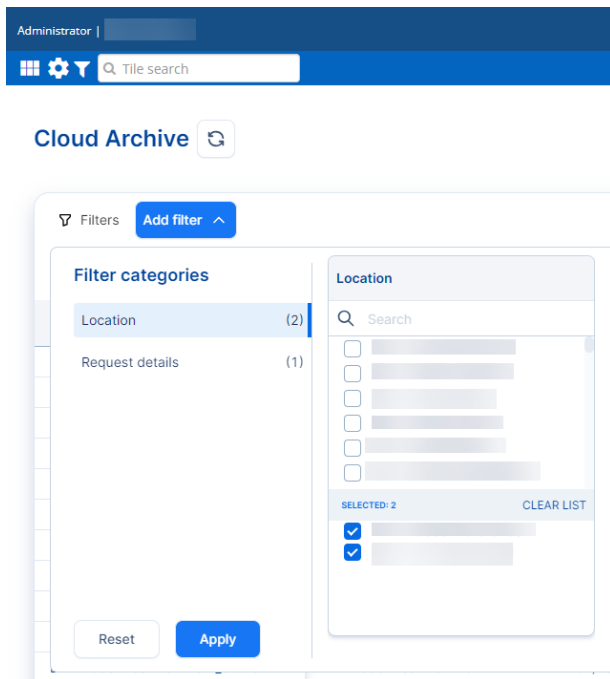 Administrator |
Tile search
Cloud Archive
Filters
Add filter
Filter categories
Location (2)
Request details (1)
Location
Search
SELECTED: 2
CLEAR LIST
Reset
Apply